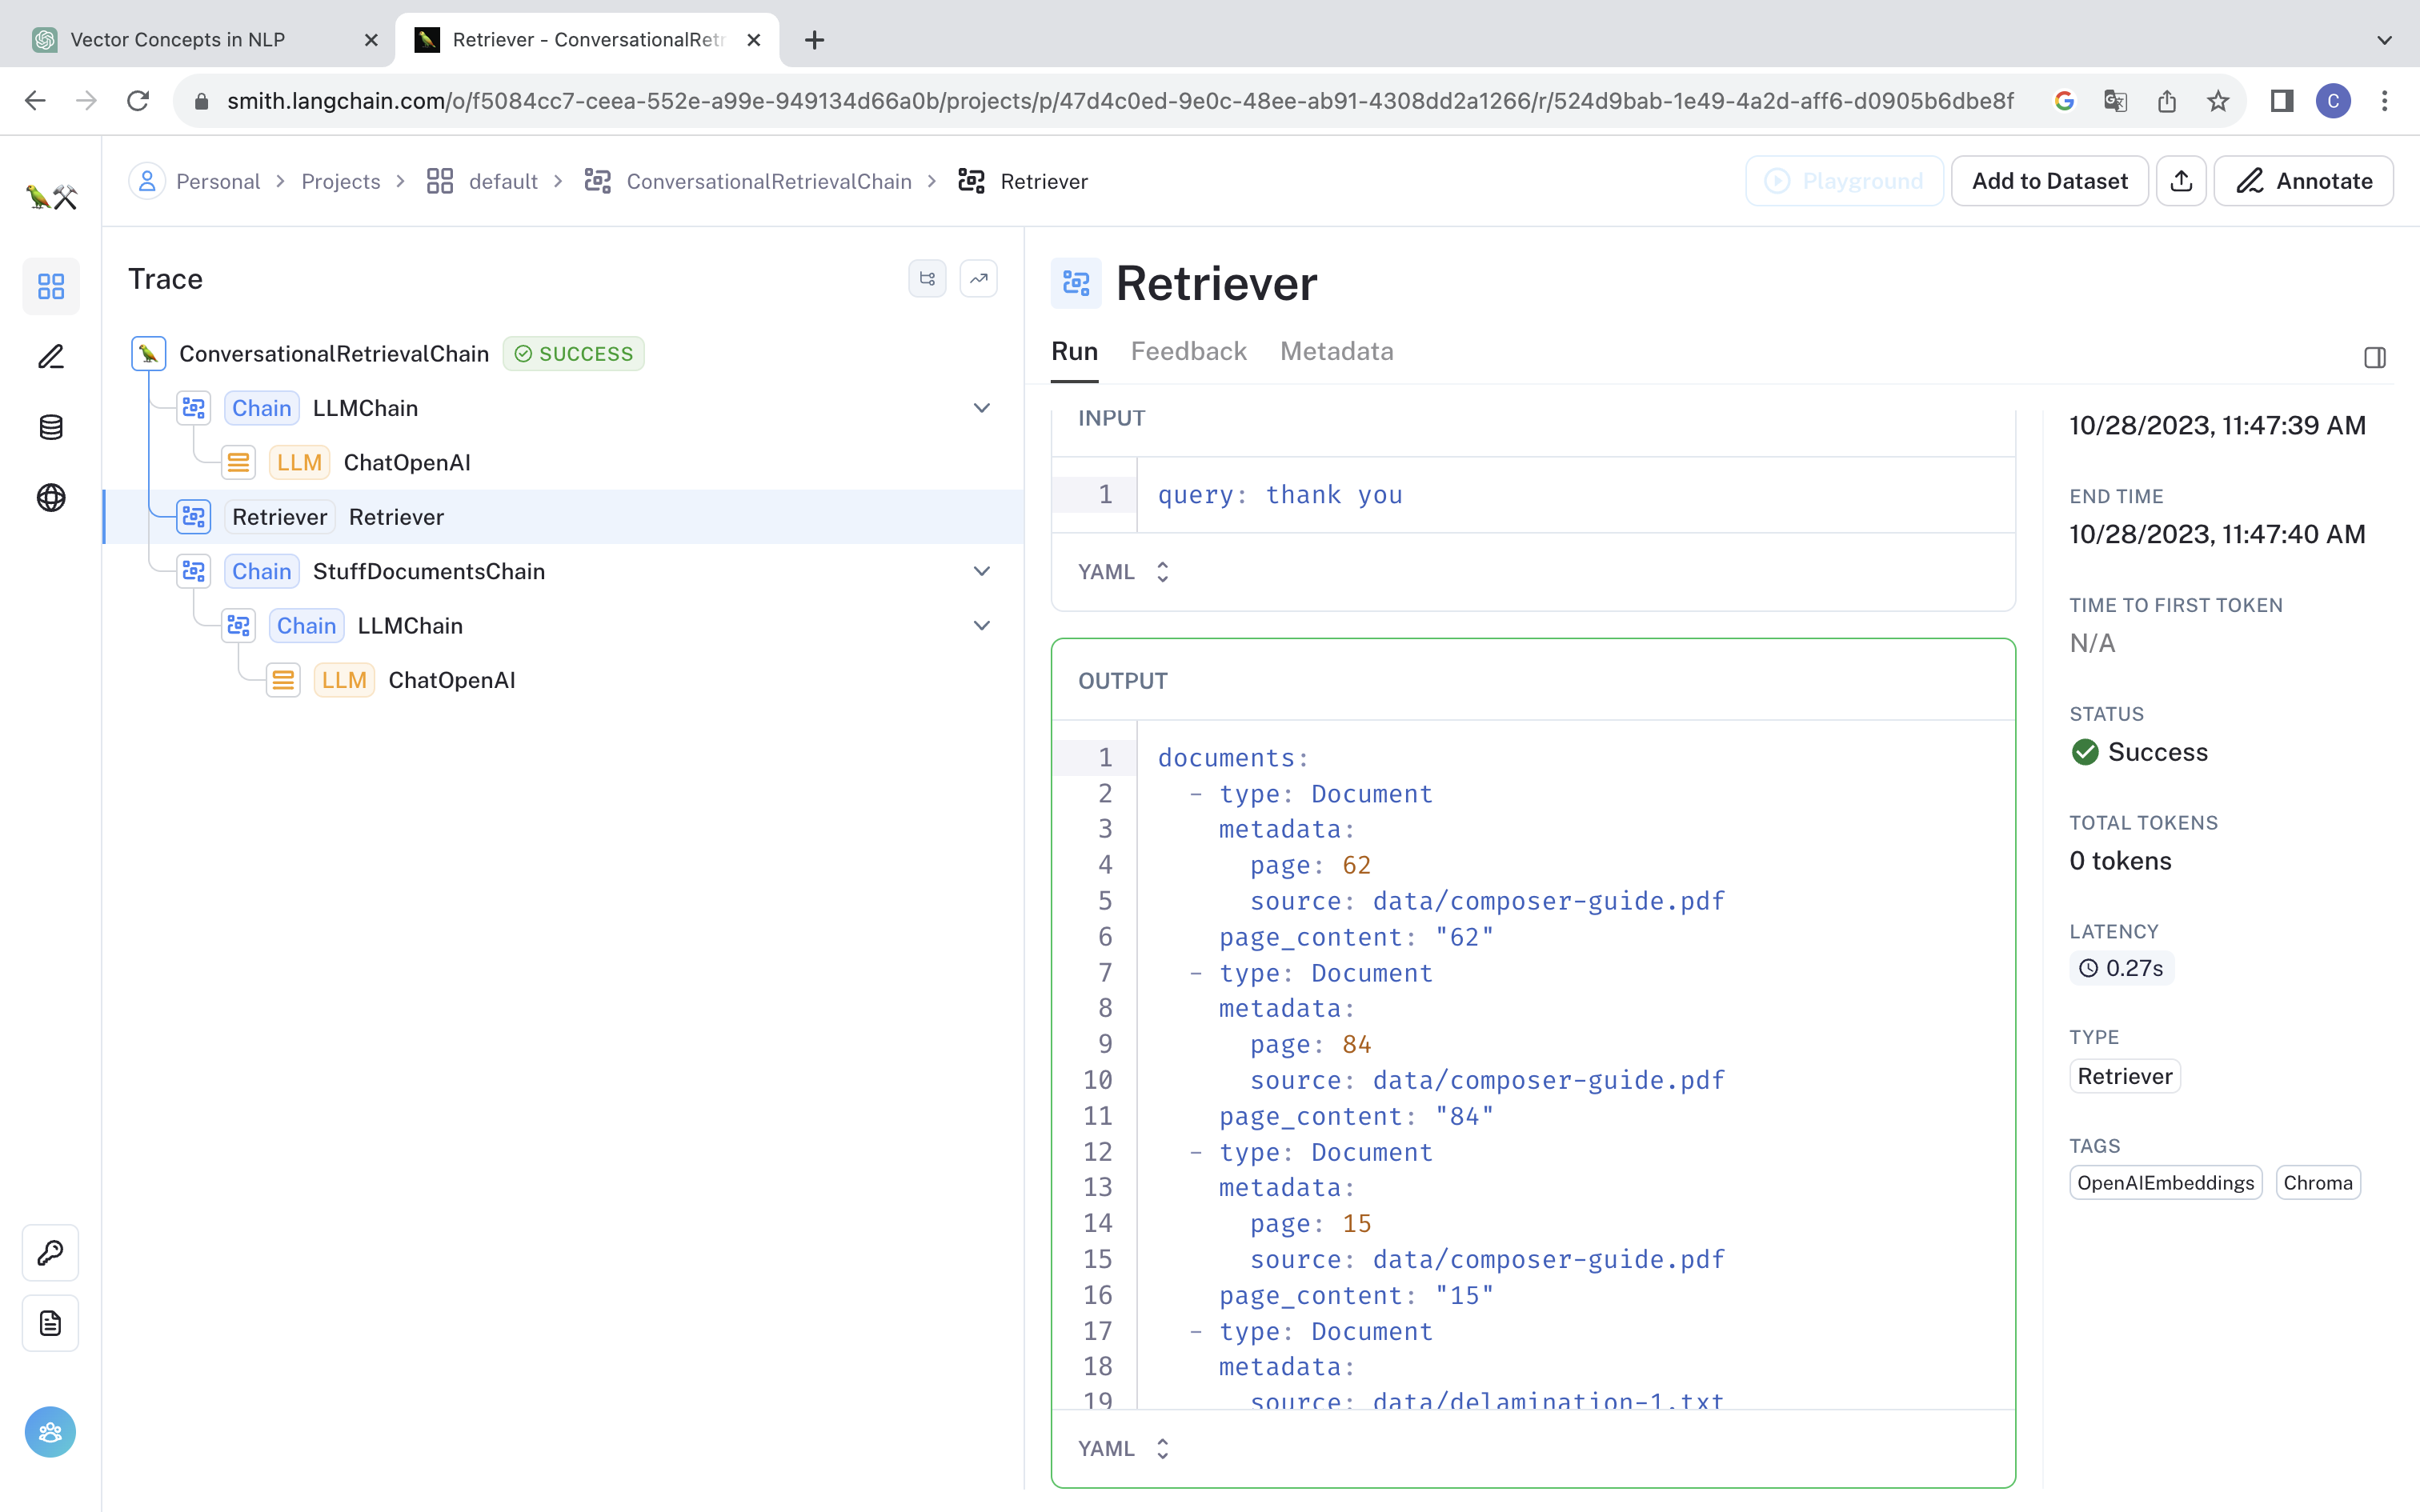 Vector Concepts in NLP
Retriever - ConversationalRetr
smith.langchain.com/o/f5084cc7-ceea-552e-a99e-949134d66a0b/projects/p/47d4c0ed-9e0c-48ee-ab91-4308dd2a1266/r/524d9bab-1e49-4a2d-aff6-d0905b6dbe8f
C
Personal > Projects > default > ConversationalRetrievalChain > Retriever
Playground
Add to Dataset
Annotate
Trace
ConversationalRetrievalChain SUCCESS
Chain LLMChain
LLM ChatOpenAI
Retriever Retriever
Chain StuffDocumentsChain
Chain LLMChain
LLM ChatOpenAI
Retriever
Run Feedback Metadata
INPUT
1 query: thank you
YAML
OUTPUT
1 documents:
2 - type: Document
3 metadata:
4 page: 62
5 source: data/composer-guide.pdf
6 page_content: "62"
7 - type: Document
8 metadata:
9 page: 84
10 source: data/composer-guide.pdf
11 page_content: "84"
12 - type: Document
13 metadata:
14 page: 15
15 source: data/composer-guide.pdf
16 page_content: "15"
17 - type: Document
18 metadata:
19 source: data/delamination-1.txt
YAML
10/28/2023, 11:47:39 AM
END TIME
10/28/2023, 11:47:40 AM
TIME TO FIRST TOKEN
N/A
STATUS
Success
TOTAL TOKENS
0 tokens
LATENCY
0.27s
TYPE
Retriever
TAGS
OpenAIEmbeddings Chroma